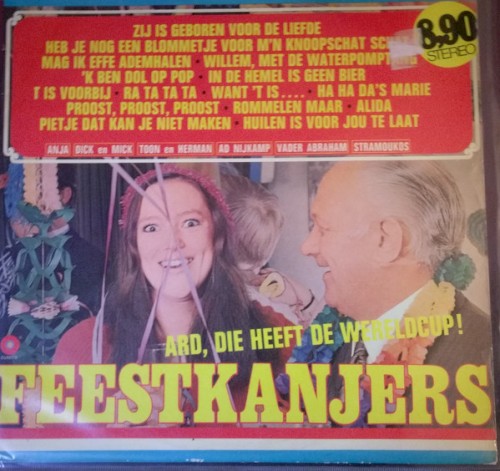 ZIJ IS GEBOREN VOOR DE LIEFDE
HEB JE NOG EEN BLOMMETJE VOOR M'N KNOOPSCHAT
MAG IK EFFE ADEMHALEN • WILLEM, MET DE WATERPOMPTANG
'K BEN DOL OP POP • IN DE HEMEL IS GEEN BIER
'T IS VOORBIJ • RA TA TA TA • WANT 'T IS.... • HA HA DA'S MARIE
PROOST, PROOST, PROOST • ROMMELEN MAAR • ALIDA
PIETJE DAT KAN JE NIET MAKEN • HUILEN IS VOOR JOU TE LAAT
ANJA DICK en MICK TOON en HERMAN AD NIJKAMP VADER ABRAHAM STRAMOUKOS
8,90
STEREO
ARD, DIE HEEFT DE WERELDCUP!
FEESTKANJERS